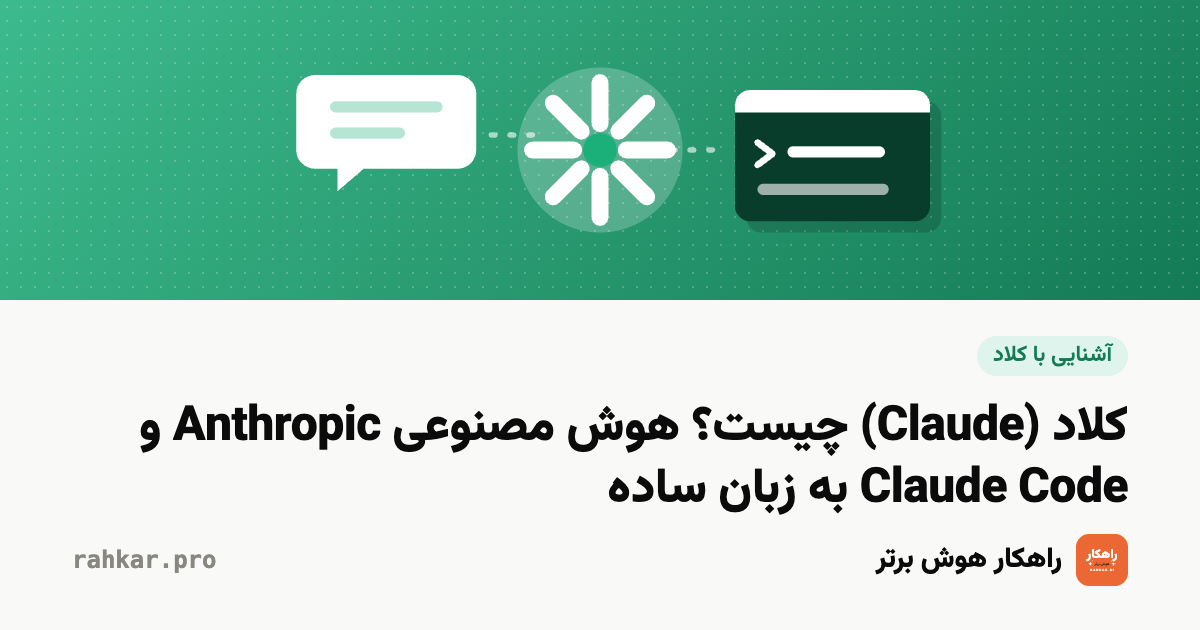 آشنایی با کلاد
کلاد (Claude) چیست؟ هوش مصنوعی Anthropic و
Claude Code به زبان ساده
راهکار هوش برتر
راهکار
rahkar.pro